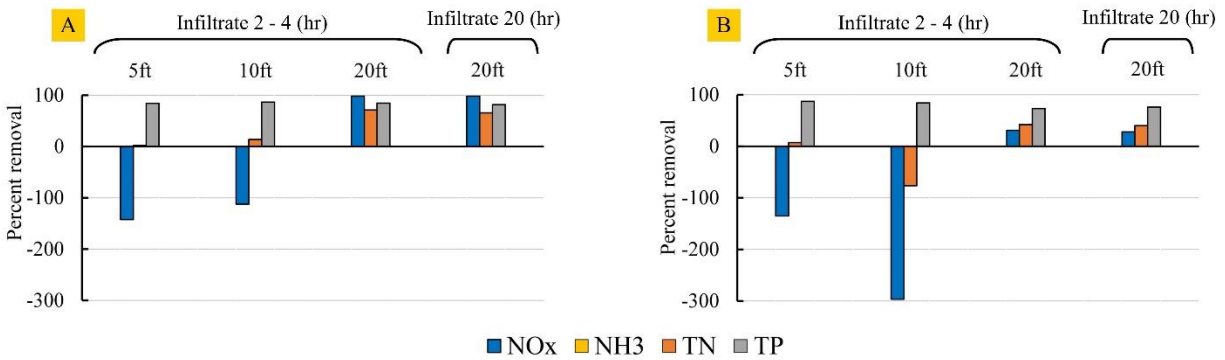 A
Infiltrate 2 - 4 (hr)
Infiltrate 20 (hr)
5ft
10ft
20ft
20ft
Percent removal
100
0
-100
-200
-300
B
Infiltrate 2 - 4 (hr)
Infiltrate 20 (hr)
5ft
10ft
20ft
20ft
Percent removal
100
0
-100
-200
-300
NOx
NH3
TN
TP